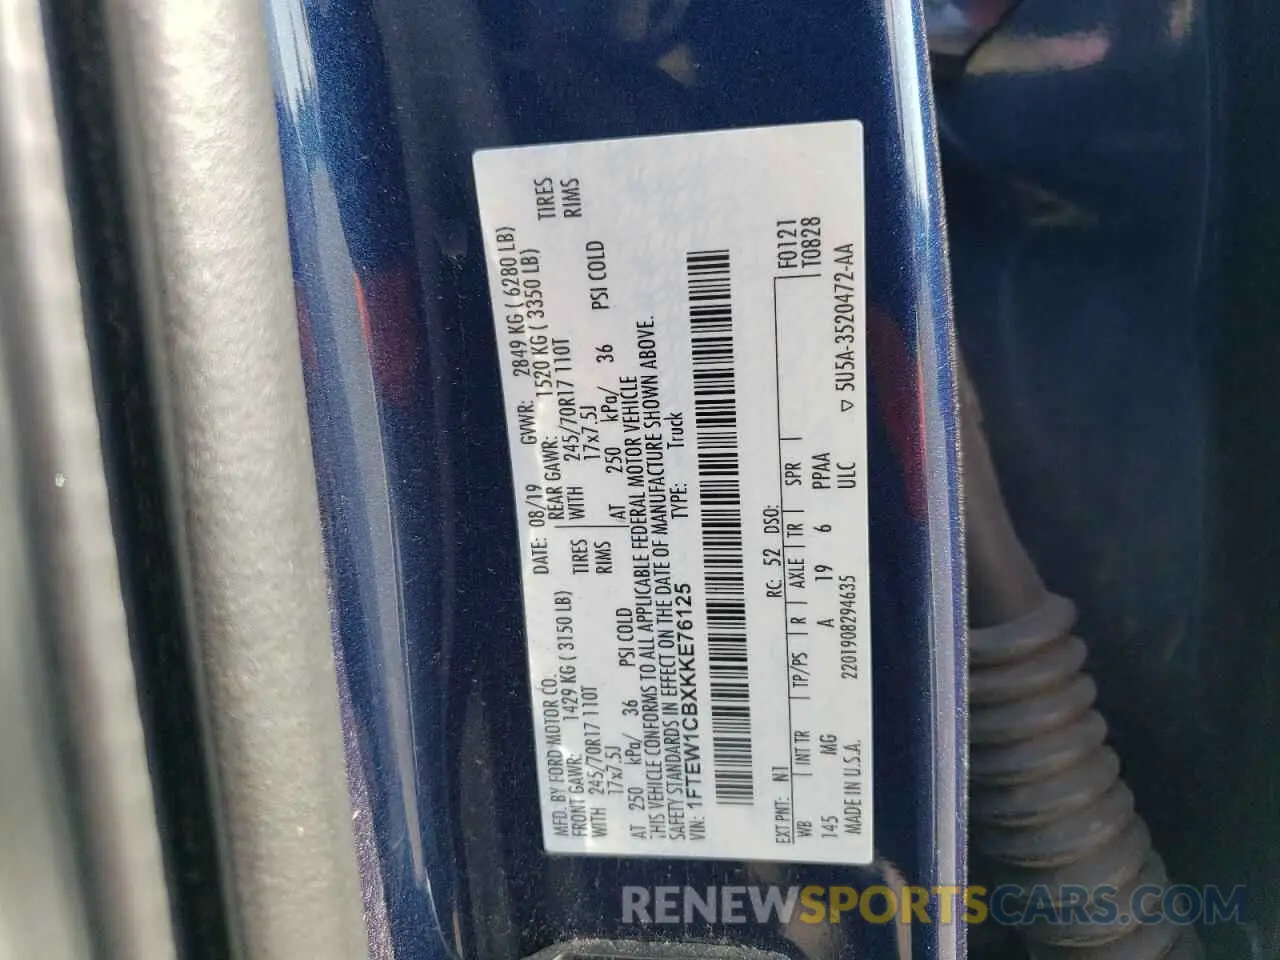 MFD. BY FORD MOTOR CO.
DATE: 08/19 GVWR: 2849 KG ( 6280 LB)
FRONT GAWR: 1429 KG ( 3150 LB) REAR GAWR: 1520 KG ( 3350 LB)
WITH 245/70R17 110T TIRES WITH 245/70R17 110T TIRES
17x7.5J RIMS 17x7.5J RIMS
AT 250 kPa/ 36 PSI COLD AT 250 kPa/ 36 PSI COLD
THIS VEHICLE CONFORMS TO ALL APPLICABLE FEDERAL MOTOR VEHICLE
SAFETY STANDARDS IN EFFECT ON THE DATE OF MANUFACTURE SHOWN ABOVE.
VIN: 1FTEW1CBXKKE76125 TYPE: Truck
EXT PNT: N1 RC: 52 DSO: F0121
WB INT TR TP/PS R AXLE TR SPR T0828
145 MG A 19 6 PPAA
MADE IN U.S.A. 2201908294635 ULC ▽ 5U5A-3520472-AA
RENEWSPORTSCARS.COM